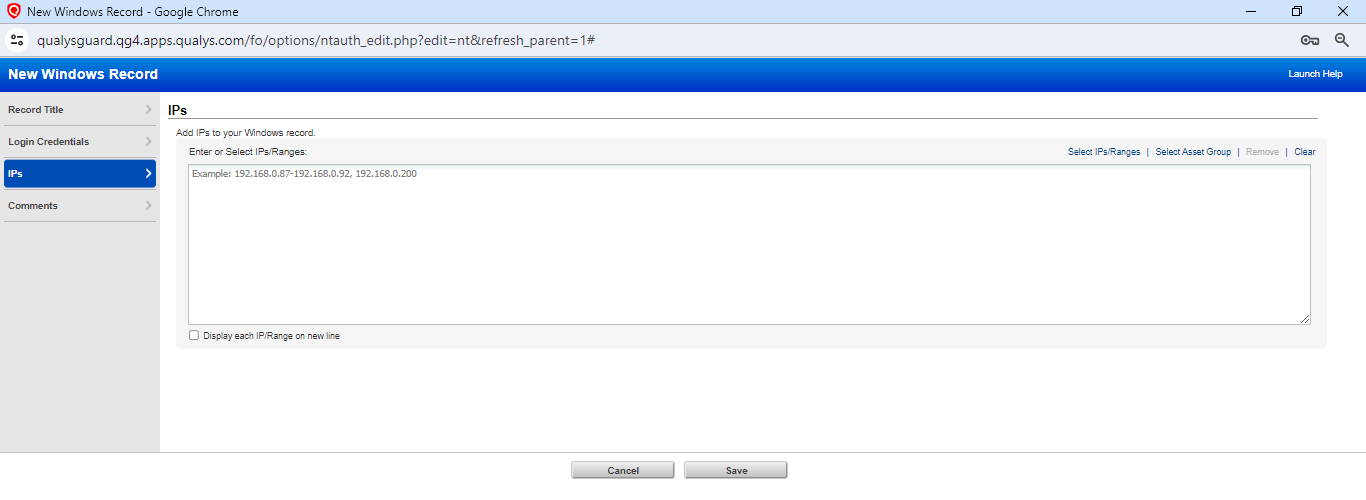 New Windows Record - Google Chrome
qualysguard.qg4.apps.qualys.com/fo/options/ntauth_edit.php?edit=nt&refresh_parent=1#
New Windows Record
Launch Help
Record Title
Login Credentials
IPs
Comments
IPs
Add IPs to your Windows record.
Enter or Select IPs/Ranges:
Select IPs/Ranges | Select Asset Group | Remove | Clear
Example: 192.168.0.87-192.168.0.92, 192.168.0.200
Display each IP/Range on new line
Cancel
Save